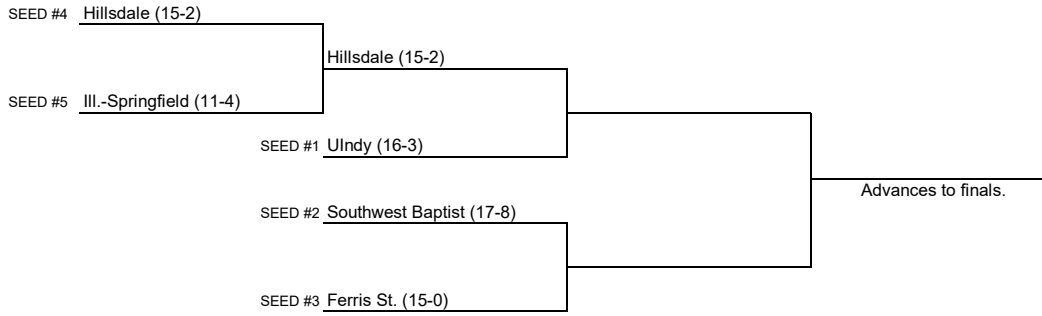 SEED #4 Hillsdale (15-2)
Hillsdale (15-2)
SEED #5 Ill.-Springfield (11-4)
SEED #1 UIndy (16-3)
Advances to finals.
SEED #2 Southwest Baptist (17-8)
SEED #3 Ferris St. (15-0)